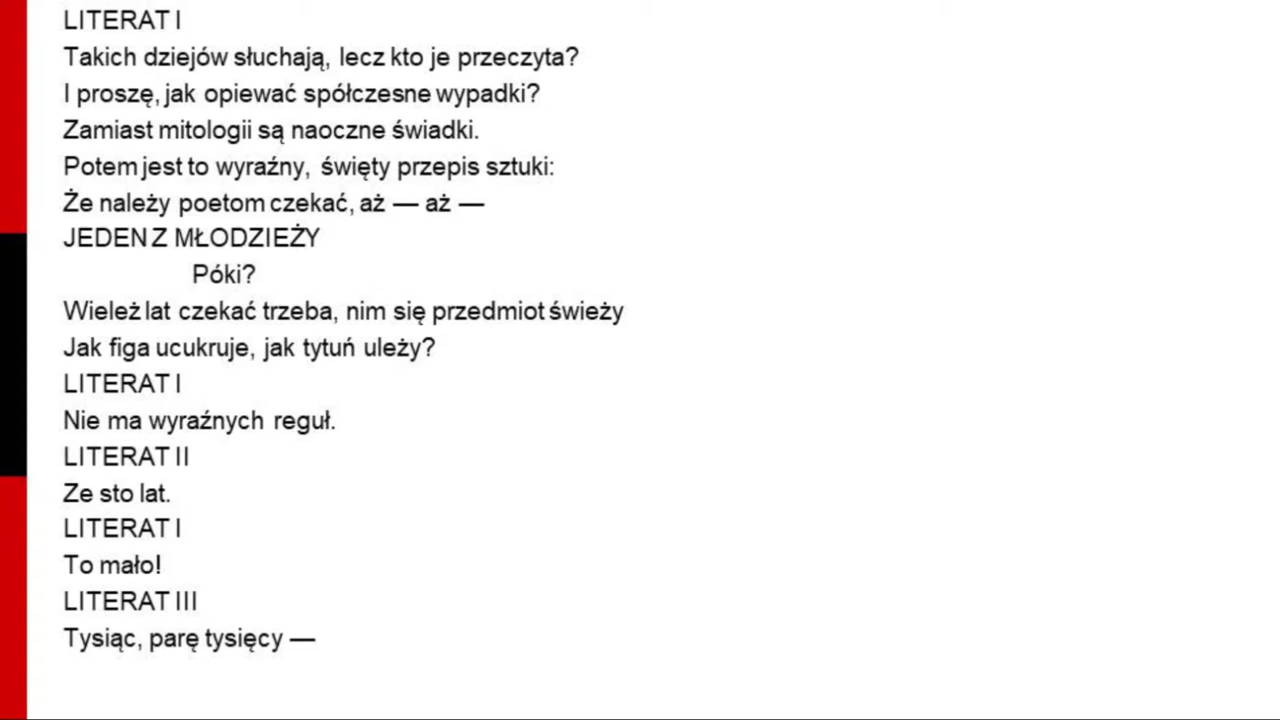 LITERAT I
Takich dziejów słuchają, lecz kto je przeczyta?
I proszę, jak opiewać spółczesne wypadki?
Zamiast mitologii są naoczne świadki.
Potem jest to wyraźny, święty przepis sztuki:
Że należy poetom czekać, aż — aż —
JEDEN Z MŁODZIEŻY
Póki?
Wieleż lat czekać trzeba, nim się przedmiot świeży
Jak figa ucukruje, jak tytuń uleży?
LITERAT I
Nie ma wyraźnych reguł.
LITERAT II
Ze sto lat.
LITERAT I
To mało!
LITERAT III
Tysiąc, parę tysięcy —